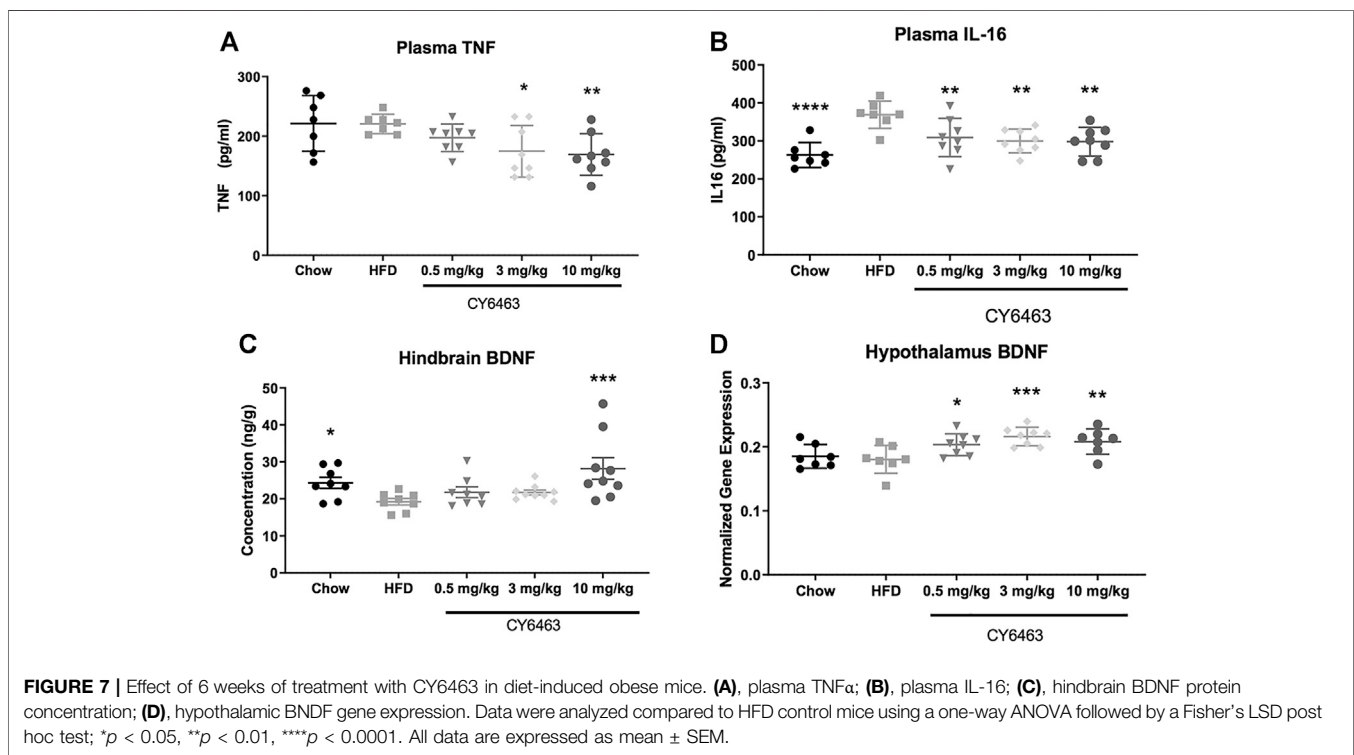 A
Plasma TNF
300
200
100
0
TNF (pg/ml)
*
**
Chow
HFD
0.5 mg/kg
3 mg/kg
10 mg/kg
CY6463
B
Plasma IL-16
500
400
300
200
100
0
IL16 (pg/ml)
****
**
**
**
Chow
HFD
0.5 mg/kg
3 mg/kg
10 mg/kg
CY6463
C
Hindbrain BDNF
50
40
30
20
10
0
Concentration (ng/g)
*
***
Chow
HFD
0.5 mg/kg
3 mg/kg
10 mg/kg
CY6463
D
Hypothalamus BDNF
0.3
0.2
0.1
0.0
Normalized Gene Expression
*
***
**
Chow
HFD
0.5 mg/kg
3 mg/kg
10 mg/kg
CY6463
FIGURE 7 | Effect of 6 weeks of treatment with CY6463 in diet-induced obese mice. (A), plasma TNFα; (B), plasma IL-16; (C), hindbrain BDNF protein
concentration; (D), hypothalamic BNDF gene expression. Data were analyzed compared to HFD control mice using a one-way ANOVA followed by a Fisher's LSD post
hoc test; *p < 0.05, **p < 0.01, ****p < 0.0001. All data are expressed as mean ± SEM.